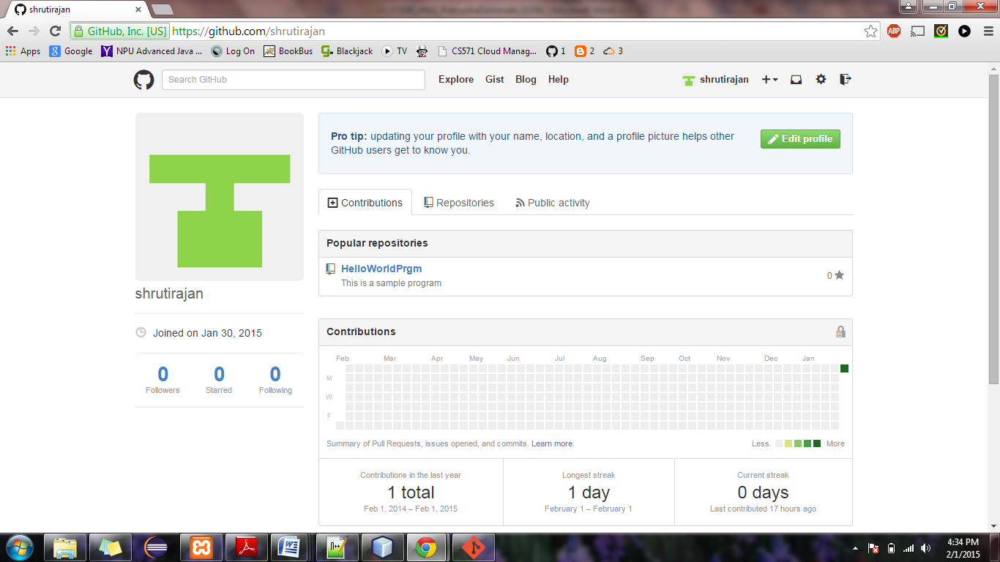 shrutirajan
GitHub, Inc. [US] https://github.com/shrutirajan
ABP
Apps Google NPU Advanced Java ... Log On BookBus Blackjack TV CS571 Cloud Manag... 1 2 3
Search GitHub Explore Gist Blog Help shrutirajan
Pro tip: updating your profile with your name, location, and a profile picture helps other
GitHub users get to know you.
Edit profile
shrutirajan
Joined on Jan 30, 2015
0 0 0
Followers Starred Following
Contributions Repositories Public activity
Popular repositories
HelloWorldPrgm
This is a sample program
0
Contributions
Feb Mar Apr May Jun Jul Aug Sep Oct Nov Dec Jan
M
W
F
Summary of Pull Requests, issues opened, and commits. Learn more.
Less More
Contributions in the last year
1 total
Feb 1, 2014 – Feb 1, 2015
Longest streak
1 day
February 1 – February 1
Current streak
0 days
Last contributed 17 hours ago
4:34 PM
2/1/2015